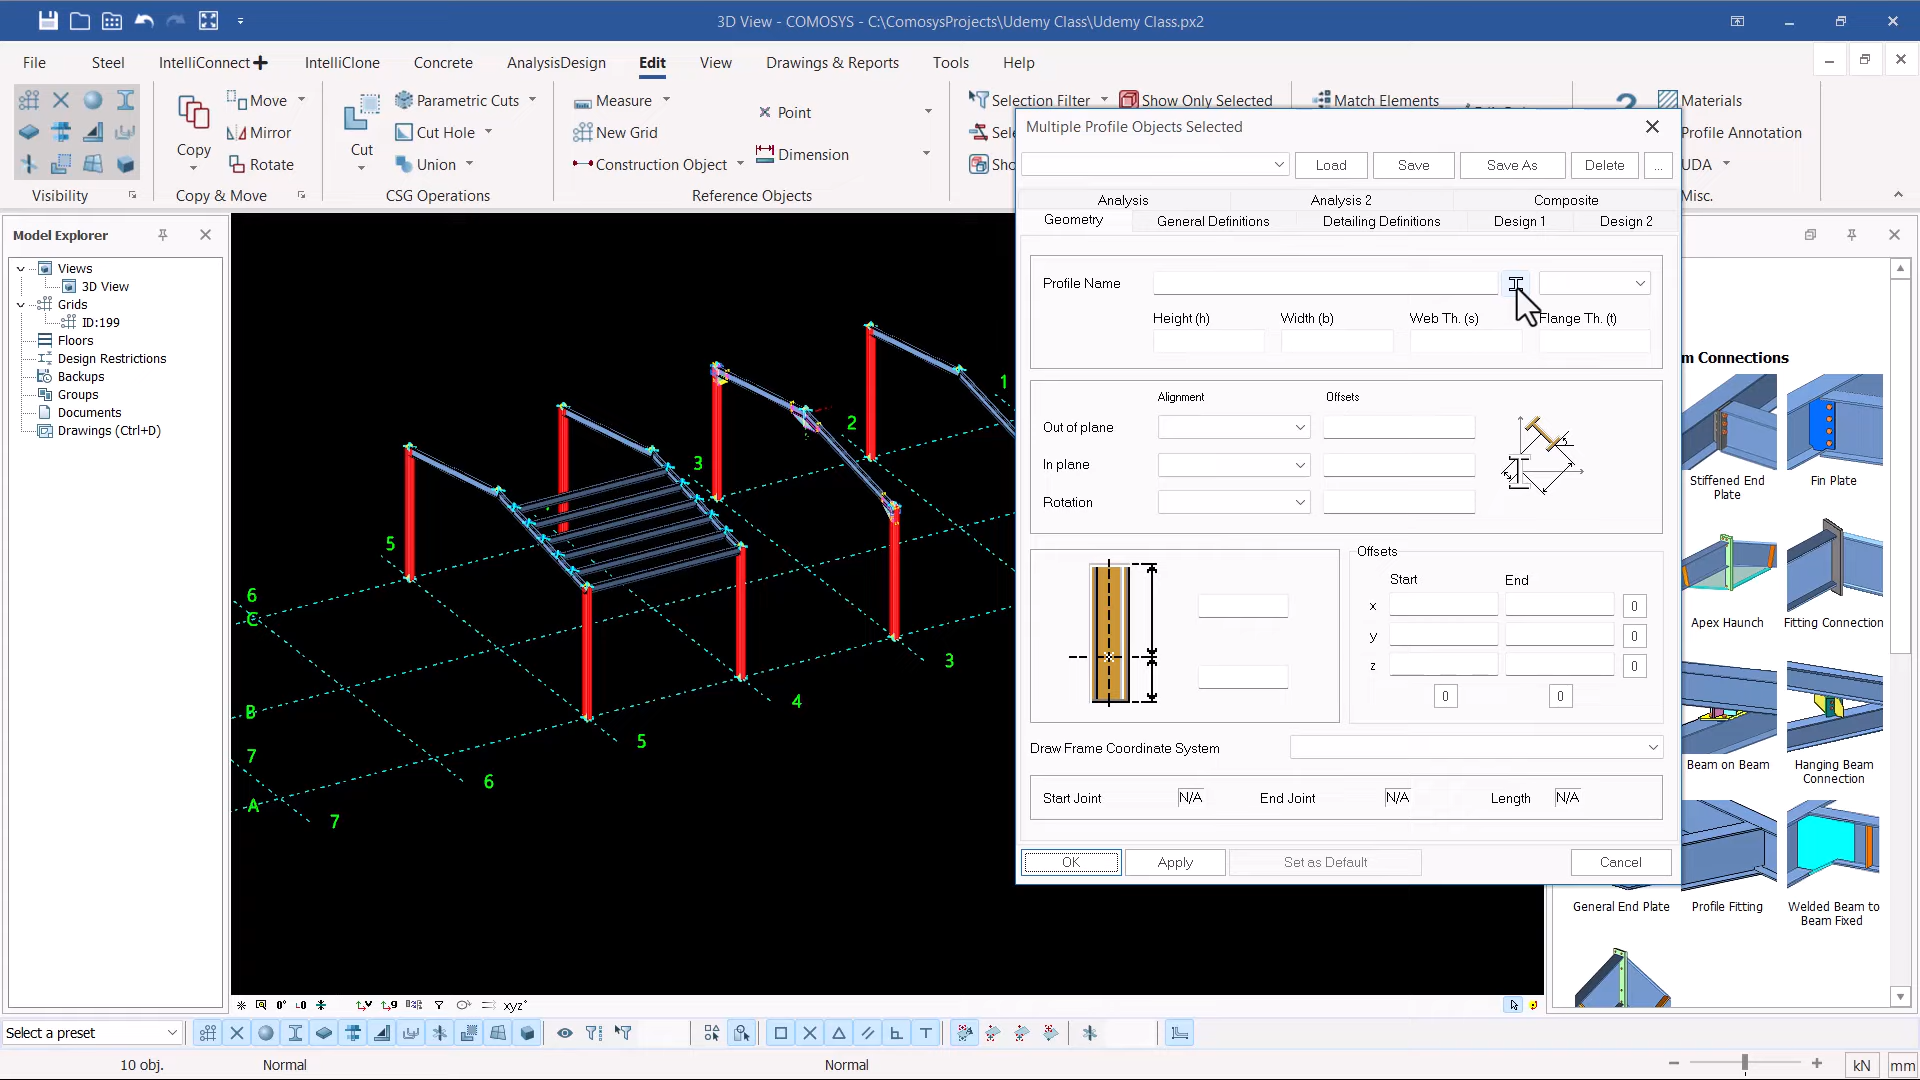 3D View - COMOSYS - C:\ComosysProjects\Udemy Class\Udemy Class.px2
File Steel IntelliConnect IntelliClone Concrete AnalysisDesign Edit View Drawings & Reports Tools Help
Copy
Move
Mirror
Rotate
Cut
Parametric Cuts
Cut Hole
Union
Measure
New Grid
Construction Object
Point
Dimension
Selection Filter
Show Only Selected
Match Elements
Materials
Profile Annotation
UDA
Visibility
Copy & Move
CSG Operations
Reference Objects
Misc.
Model Explorer
Views
3D View
Grids
ID:199
Floors
Design Restrictions
Backups
Groups
Documents
Drawings (Ctrl+D)
1
2
3
5
6
C
B
7
A
3
4
5
6
7
Multiple Profile Objects Selected
Load Save Save As Delete ...
Analysis Analysis 2 Composite
Geometry General Definitions Detailing Definitions Design 1 Design 2
Profile Name
Height (h) Width (b) Web Th. (s) Flange Th. (t)
Alignment Offsets
Out of plane
In plane
Rotation
Offsets
Start End
x 0
y 0
z 0
0 0
Draw Frame Coordinate System
Start Joint N/A End Joint N/A Length N/A
OK Apply Set as Default Cancel
Connections
Stiffened End Plate
Fin Plate
Apex Haunch
Fitting Connection
Beam on Beam
Hanging Beam Connection
General End Plate
Profile Fitting
Welded Beam to Beam Fixed
xyz
Select a preset
10 obj. Normal Normal kN mm